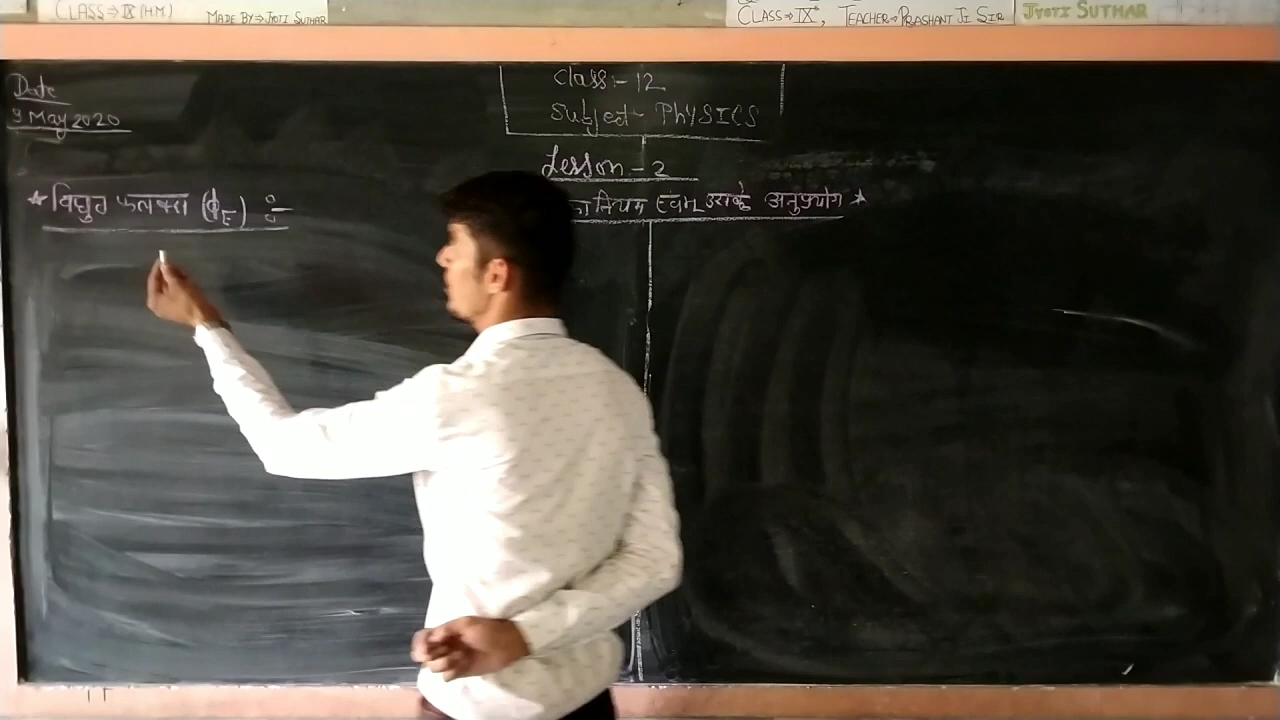 CLASS⇒IX (HM)
MADE BY⇒JYOTI SUTHAR
CLASS⇒IX, TEACHER⇒PRASHANT JI SIR
JYOTI SUTHAR
Date
9 May 2020
Class:- 12
Subject- PHYSICS
Lesson - 2
का नियम एवम् उसके अनुप्रयोग *
* विद्युत फ्लक्स (ΦE) :-